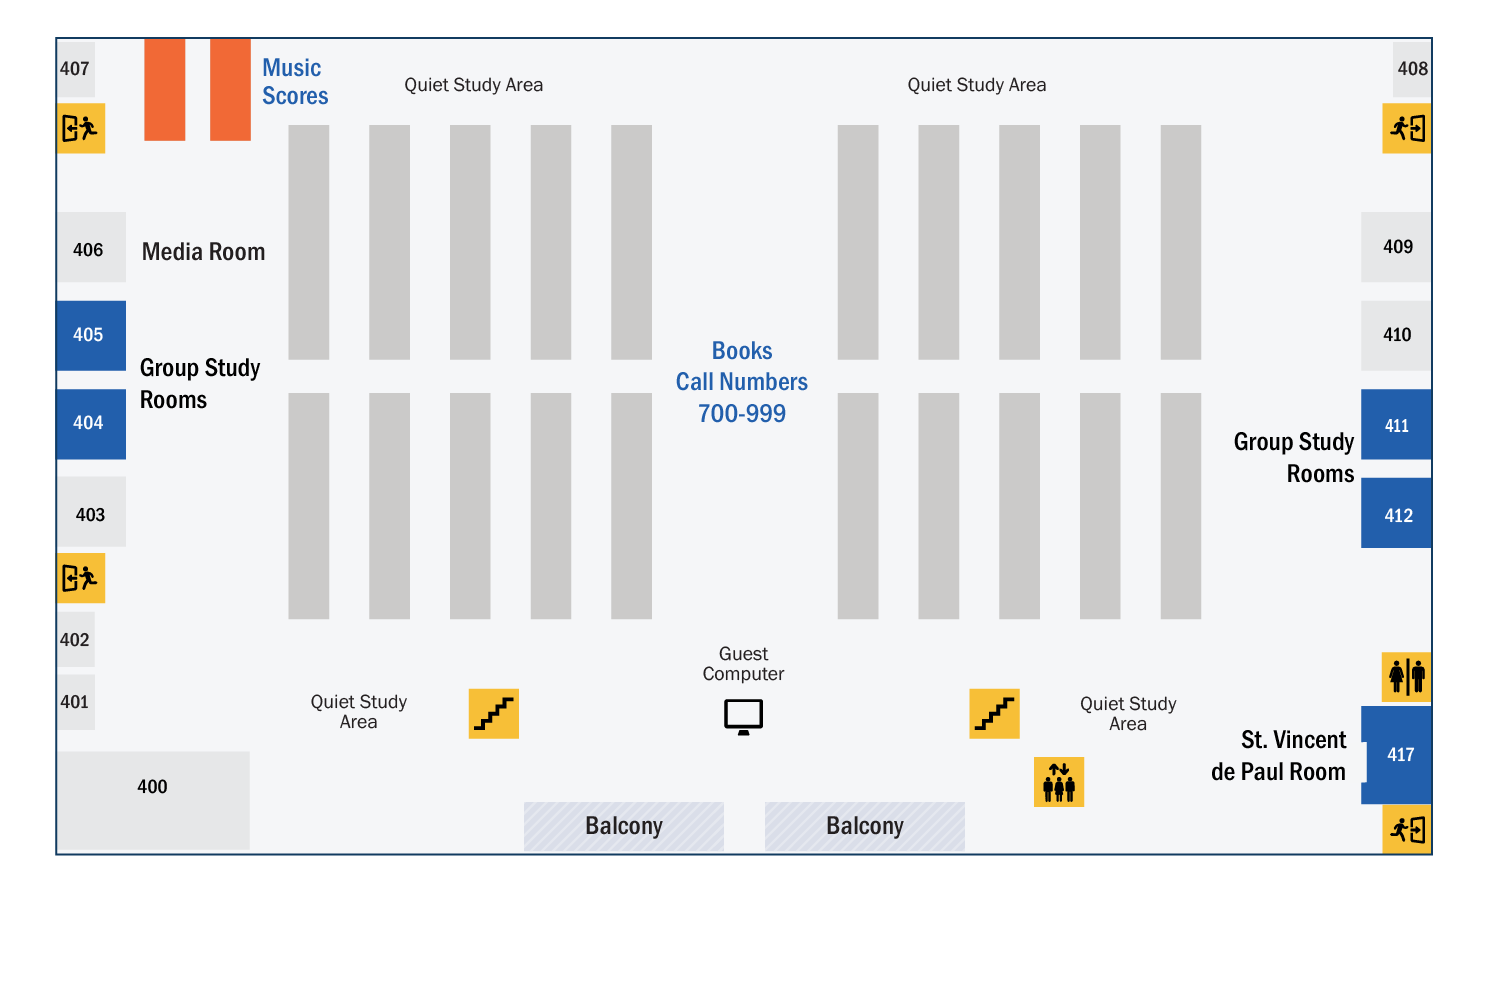 407
Music
Scores
Quiet Study Area
Quiet Study Area
408
406
Media Room
409
405
410
Group Study
Rooms
Books
Call Numbers
700-999
404
411
Group Study
Rooms
403
412
402
Guest
Computer
401
Quiet Study
Area
Quiet Study
Area
St. Vincent
de Paul Room
417
400
Balcony
Balcony